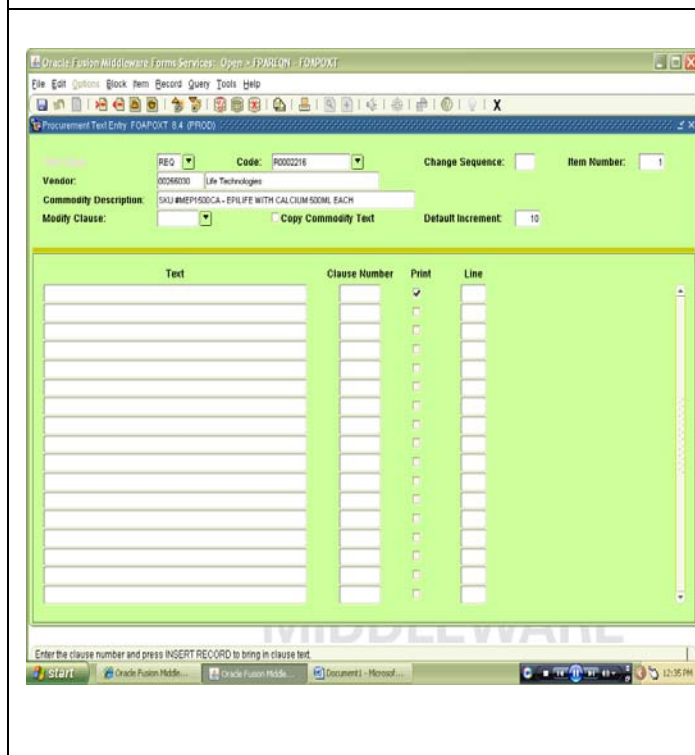 Oracle Fusion Middleware Forms Services: Open > FPAREQN - FOAPOXT
File Edit Options Block Item Record Query Tools Help
X
Procurement Text Entry FOAPOXT 8.4 (PROD)
REQ Code: R0002216 Change Sequence: Item Number: 1
Vendor: 00266030 Life Technologies
Commodity Description: SKU #MEP1500CA - EPILIFE WITH CALCIUM 500ML EACH
Modify Clause: Copy Commodity Text Default Increment: 10
Text Clause Number Print Line
MIDDLEWARE
Enter the clause number and press INSERT RECORD to bring in clause text.
start Oracle Fusion Middle... Oracle Fusion Middle... Document1 - Microsof... 12:35 PM